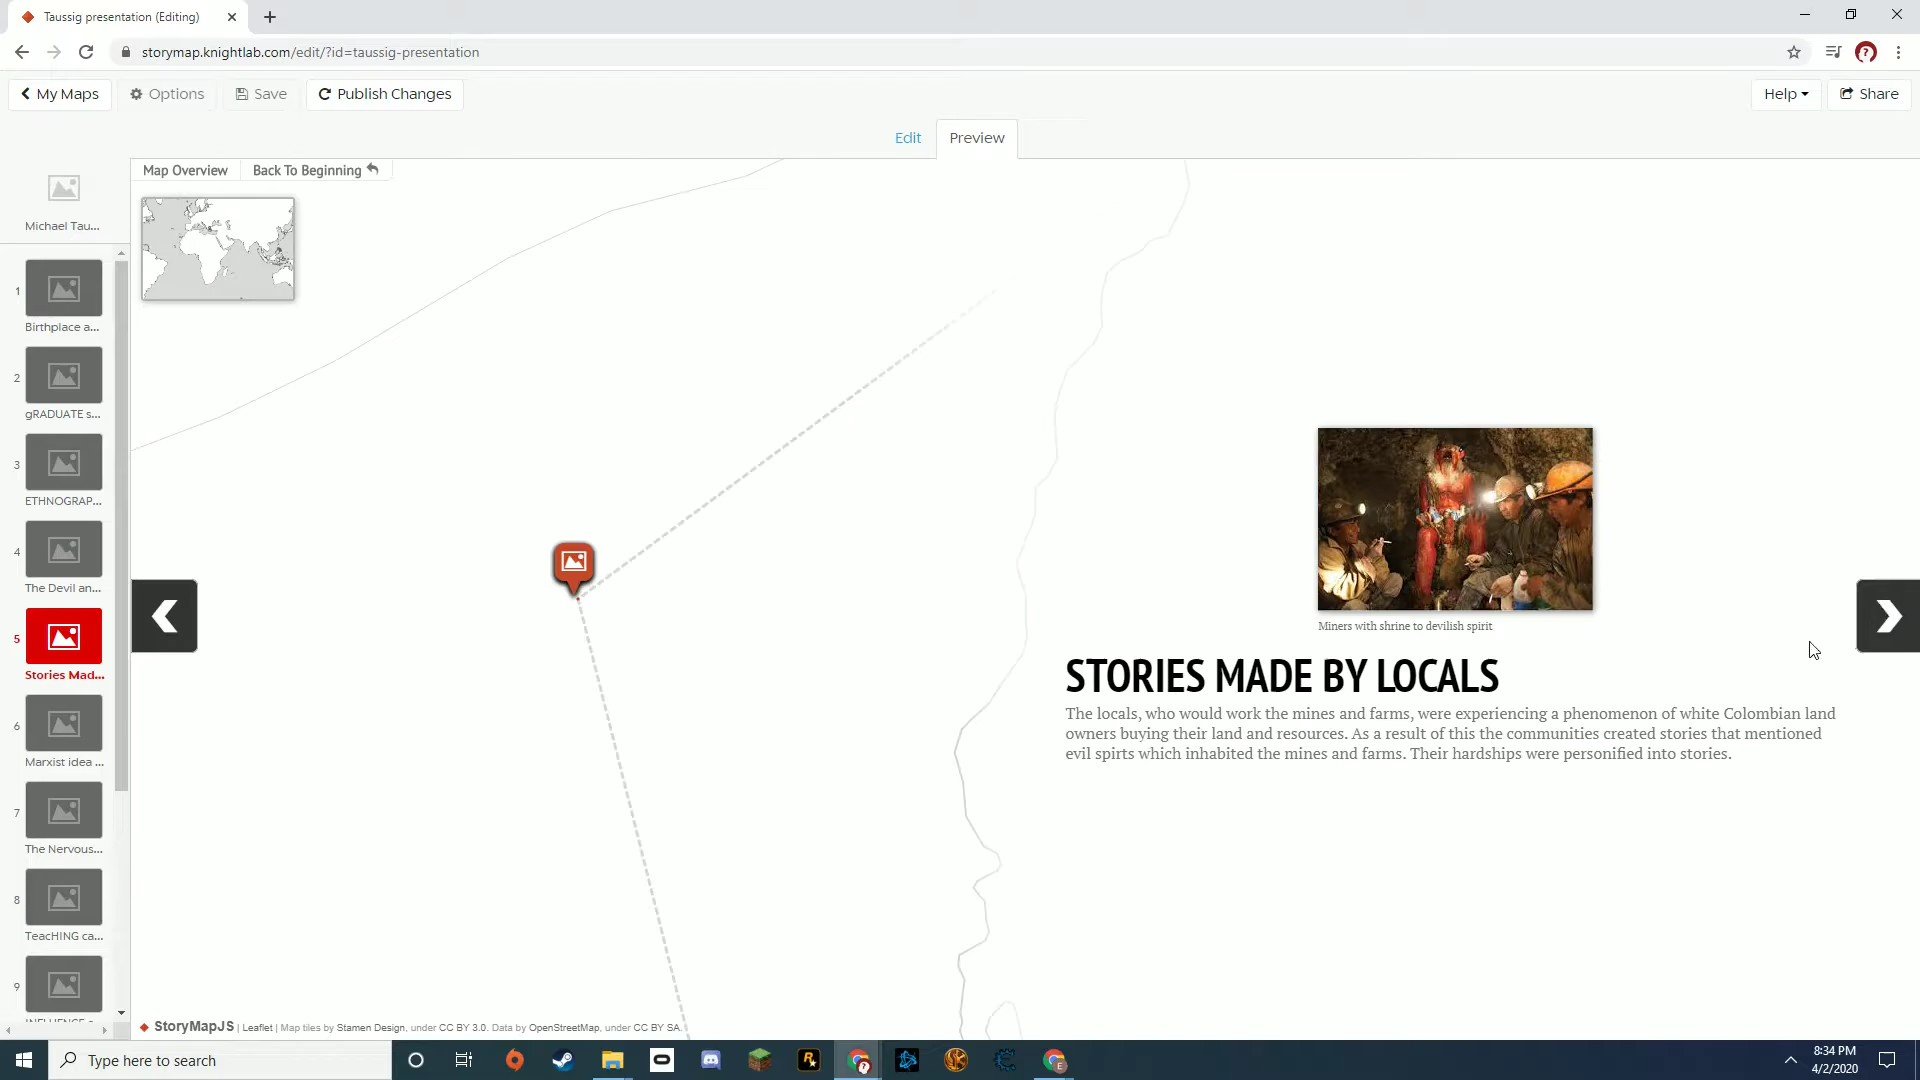 Taussig presentation (Editing)
storymap.knightlab.com/edit/?id=taussig-presentation
My Maps
Options
Save
Publish Changes
Help
Share
Edit
Preview
Map Overview
Back To Beginning
Michael Tau...
1
Birthplace a...
2
gRADUATE s...
3
ETHNOGRAP...
4
The Devil an...
5
Stories Mad...
6
Marxist idea ...
7
The Nervous...
8
TeacHING ca...
9
Miners with shrine to devilish spirit
STORIES MADE BY LOCALS
The locals, who would work the mines and farms, were experiencing a phenomenon of white Colombian land
owners buying their land and resources. As a result of this the communities created stories that mentioned
evil spirts which inhabited the mines and farms. Their hardships were personified into stories.
StoryMapJS | Leaflet | Map tiles by Stamen Design, under CC BY 3.0. Data by OpenStreetMap, under CC BY SA.
Type here to search
8:34 PM
4/2/2020